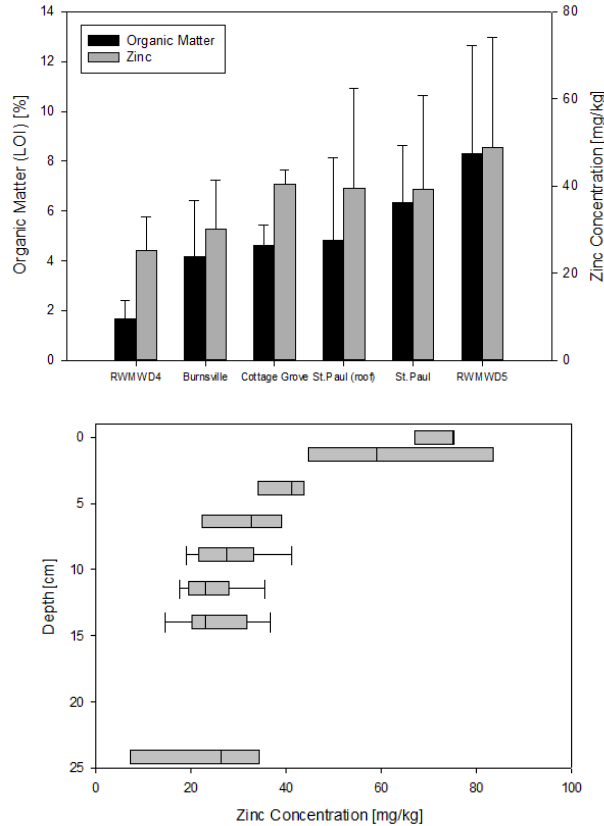 14
12
10
8
6
4
2
0
Organic Matter (LOI) [%]
Organic Matter
Zinc
80
60
40
20
0
Zinc Concentration [mg/kg]
RWMWD4 Burnsville Cottage Grove St.Paul (roof) St.Paul RWMWD5
0
5
10
15
20
25
Depth [cm]
0 20 40 60 80 100
Zinc Concentration [mg/kg]